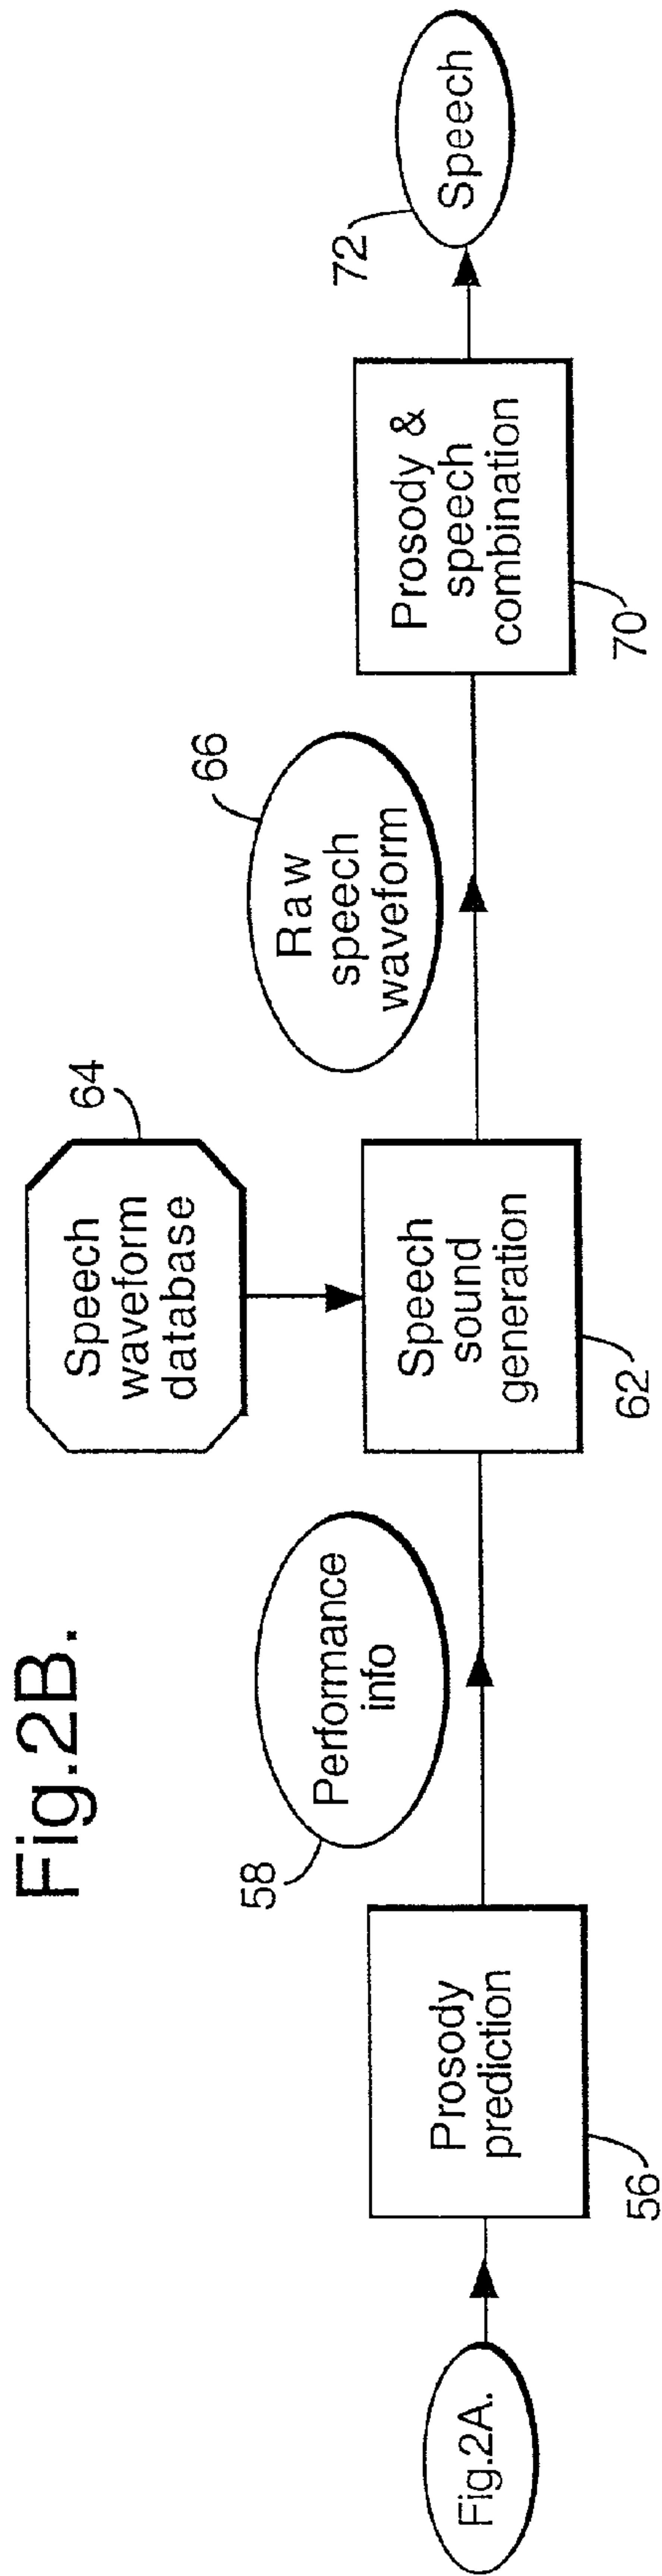 Fig.2B.
Fig.2A.
Prosody
prediction
56
Performance
info
58
Speech
sound
generation
62
Speech
waveform
database
64
Raw
speech
waveform
66
Prosody &
speech
combination
70
Speech
72